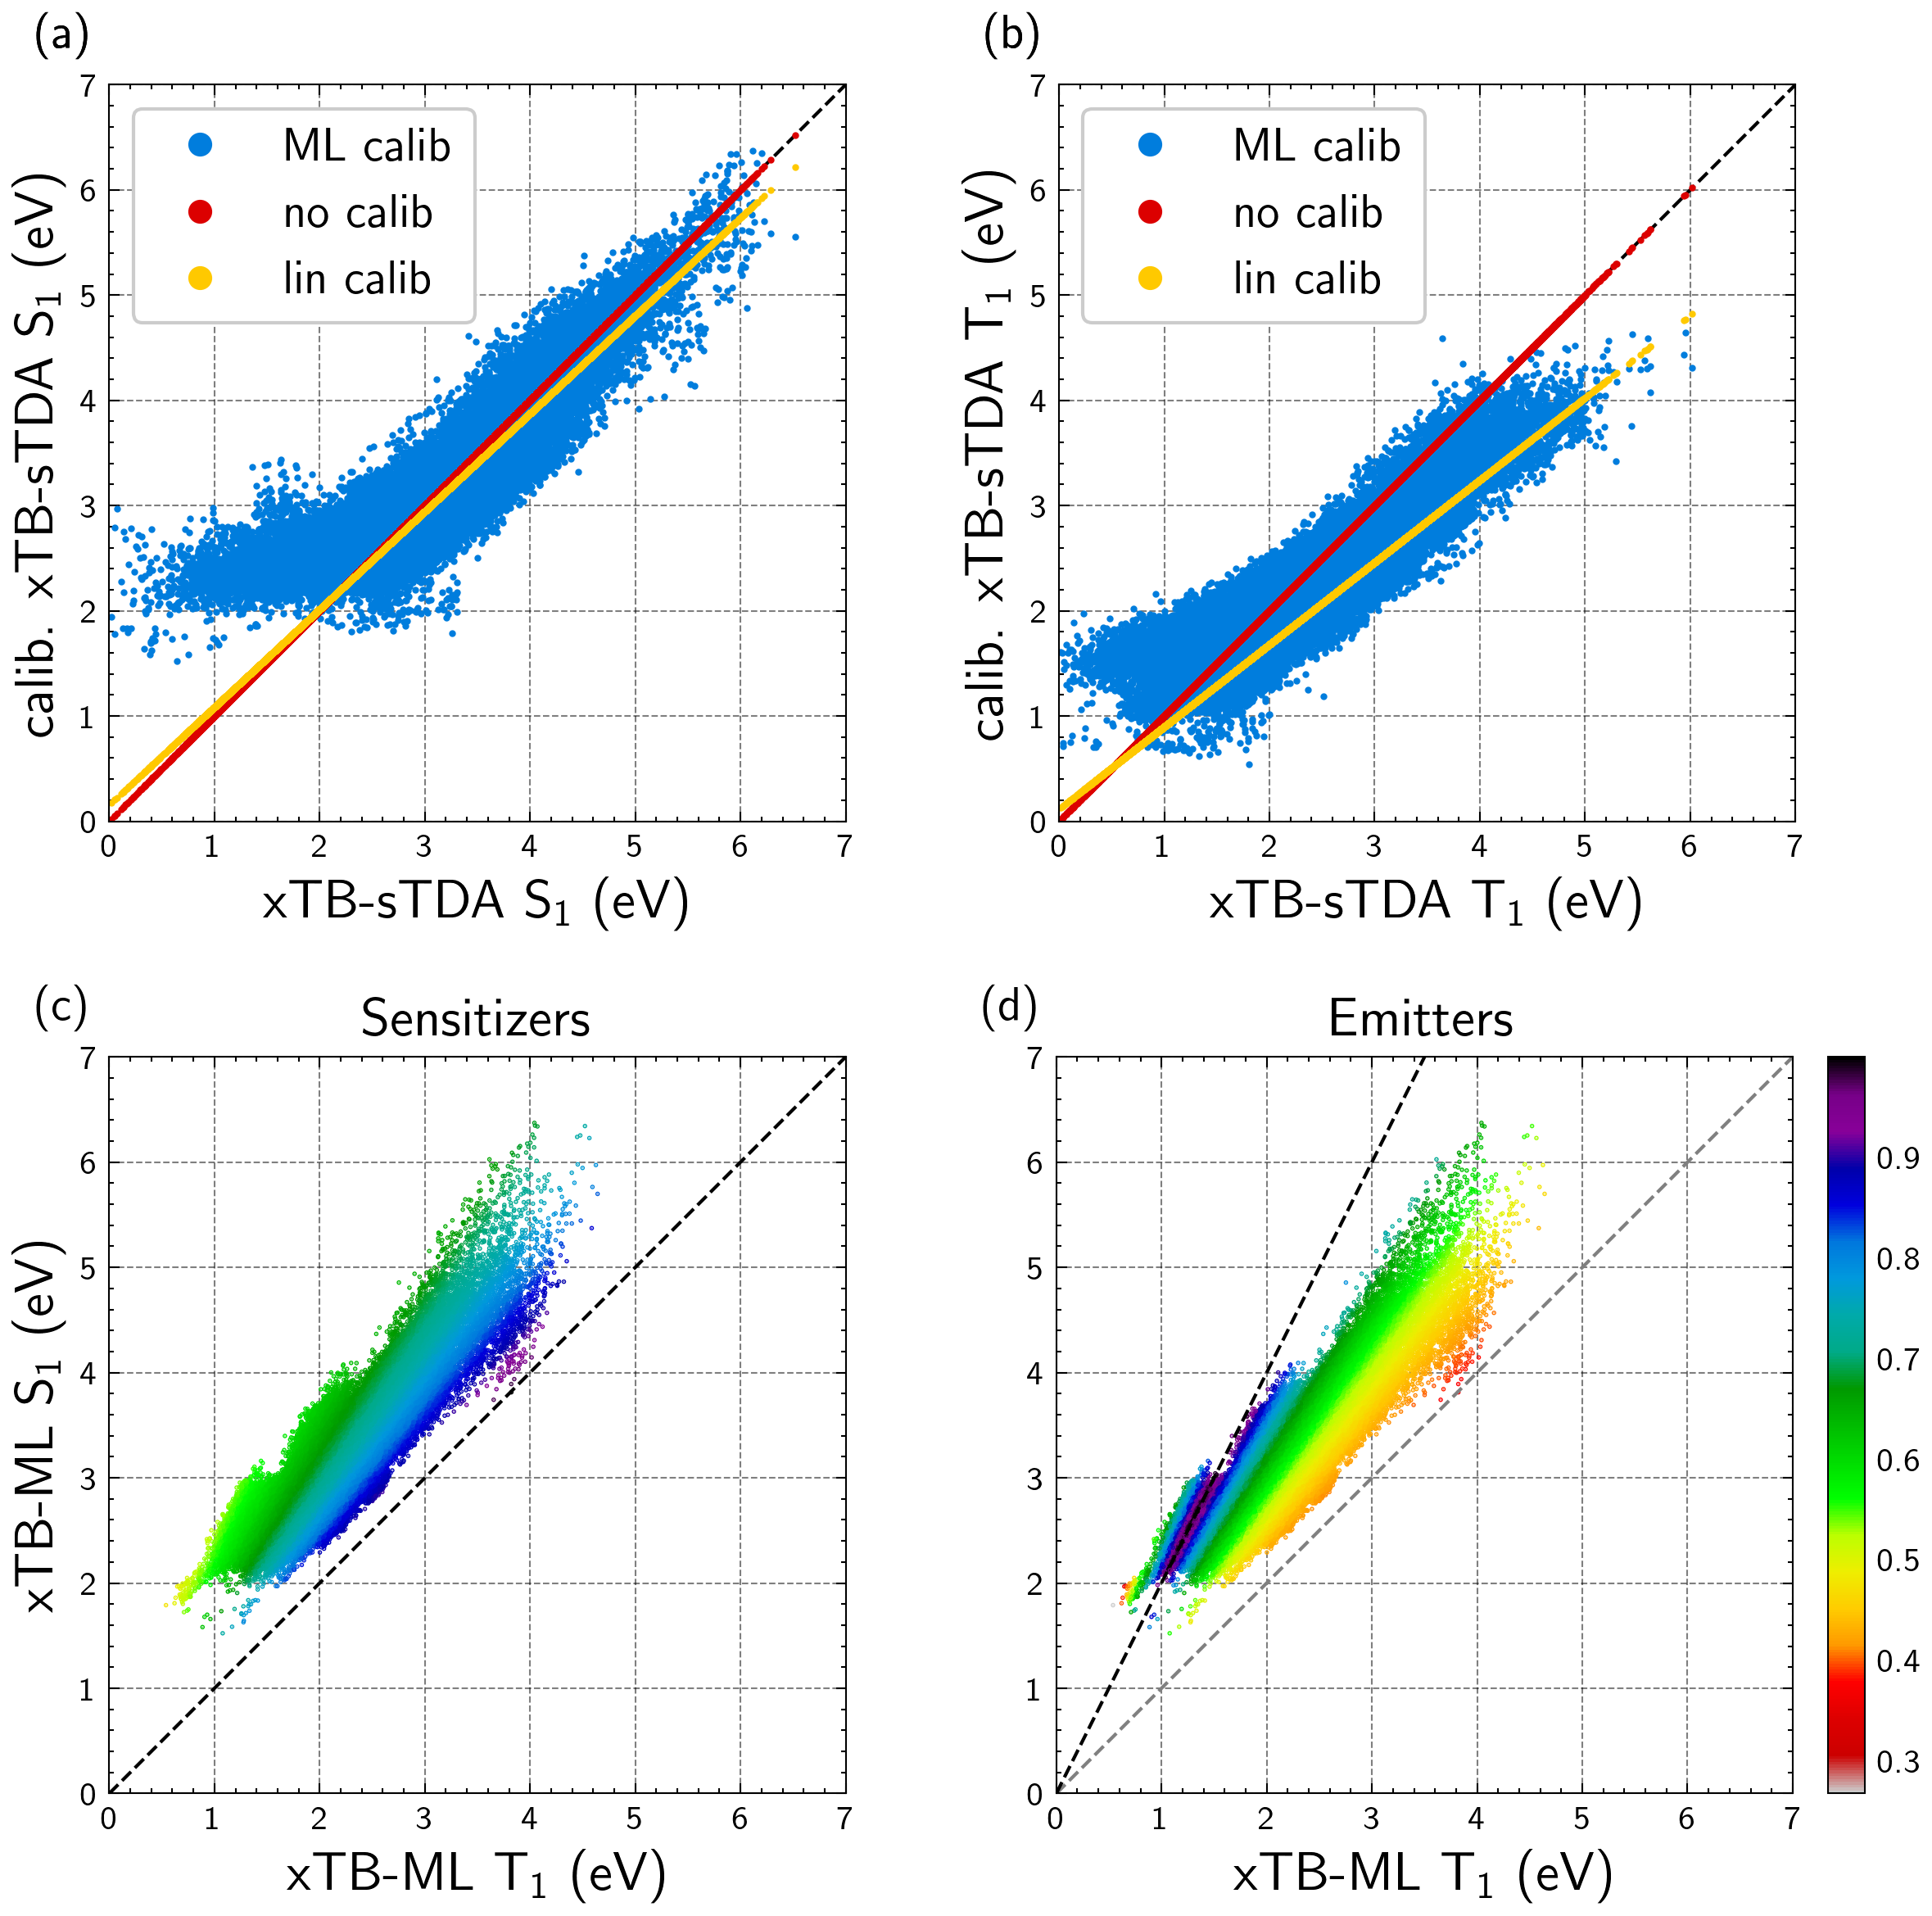 (a)
7
6
5
4
3
2
1
0
calib. xTB-sTDA S₁ (eV)
ML calib
no calib
lin calib
0 1 2 3 4 5 6 7
xTB-sTDA S₁ (eV)
(b)
7
6
5
4
3
2
1
0
calib. xTB-sTDA T₁ (eV)
ML calib
no calib
lin calib
0 1 2 3 4 5 6 7
xTB-sTDA T₁ (eV)
(c)
Sensitizers
7
6
5
4
3
2
1
0
xTB-ML S₁ (eV)
0 1 2 3 4 5 6 7
xTB-ML T₁ (eV)
(d)
Emitters
7
6
5
4
3
2
1
0
0 1 2 3 4 5 6 7
xTB-ML T₁ (eV)
0.9
0.8
0.7
0.6
0.5
0.4
0.3